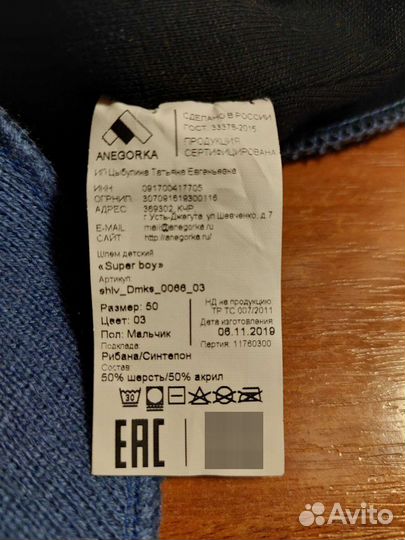 ANEGORKA
СДЕЛАНО В РОССИИ
ГОСТ 33378-2015
ПРОДУКЦИЯ
СЕРТИФИЦИРОВАНА
ИП Цыбулина Татьяна Евгеньевна
ИНН 091700417705
ОГРНИП 307091619300116
АДРЕС 369302, КЧР,
г.Усть-Джегута, ул.Шевченко, д.7
E-MAIL mail@anegorka.ru
САЙТ http://anegorka.ru/
Шлем детский
«Super boy»
Артикул:
shlv_Dmks_0066_03
Размер: 50
Цвет: 03
Пол: Мальчик
НД на продукцию
ТР ТС 007/2011
Дата изготовления
06.11.2019
Партия: 11760300
Подклада:
Рибана/Синтепон
Состав:
50% шерсть/50% акрил
30
EAC
Avito